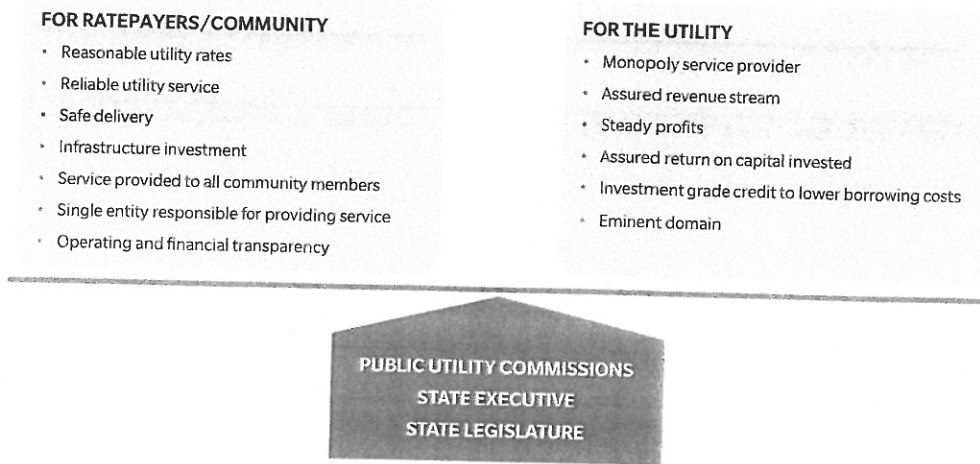 FOR RATEPAYERS/COMMUNITY
• Reasonable utility rates
• Reliable utility service
• Safe delivery
• Infrastructure investment
• Service provided to all community members
• Single entity responsible for providing service
• Operating and financial transparency
FOR THE UTILITY
• Monopoly service provider
• Assured revenue stream
• Steady profits
• Assured return on capital invested
• Investment grade credit to lower borrowing costs
• Eminent domain
PUBLIC UTILITY COMMISSIONS
STATE EXECUTIVE
STATE LEGISLATURE